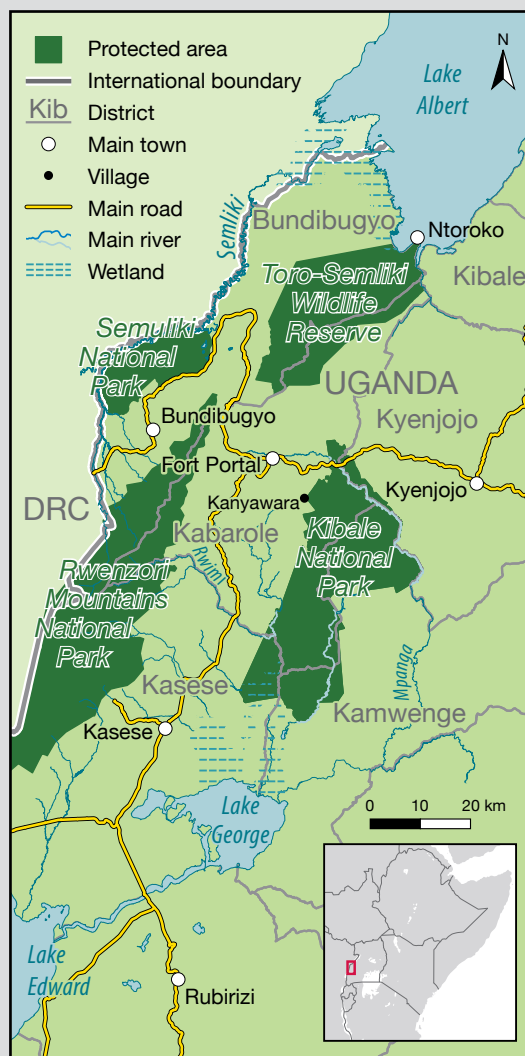 Protected area
International boundary
Kib District
Main town
Village
Main road
Main river
Wetland
N
Lake
Albert
Semliki
Bundibugyo
Ntoroko
Kibale
Toro-Semliki
Wildlife
Reserve
Semuliki
National
Park
UGANDA
Bundibugyo
Kyenjojo
Fort Portal
Kyenjojo
Kanyawara
DRC
Kabarole
Kibale
National
Park
Rwimi
Rwenzori
Mountains
National
Park
Mpanga
Kasese
Kamwenge
Kasese
Lake
George
0 10 20 km
Lake
Edward
Rubirizi